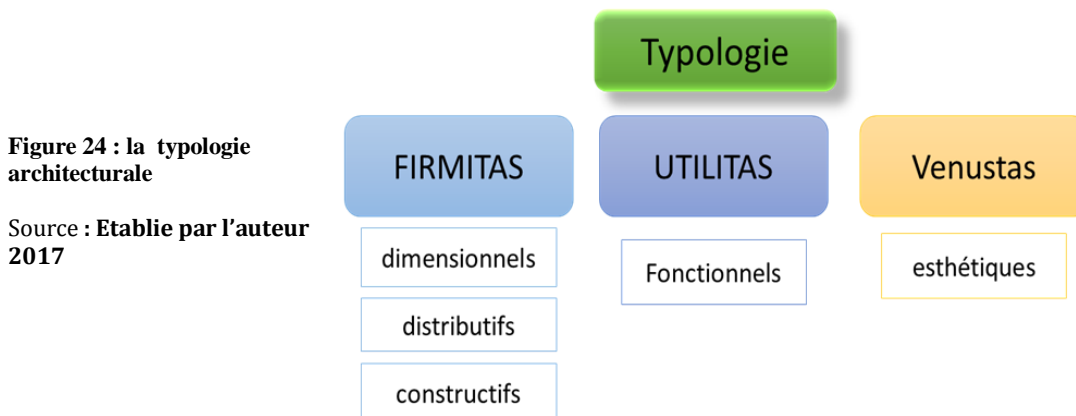 Typologie
Figure 24 : la typologie
architecturale
Source : Etablie par l'auteur
2017
FIRMITAS
UTILITAS
Venustas
dimensionnels
Fonctionnels
esthétiques
distributifs
constructifs